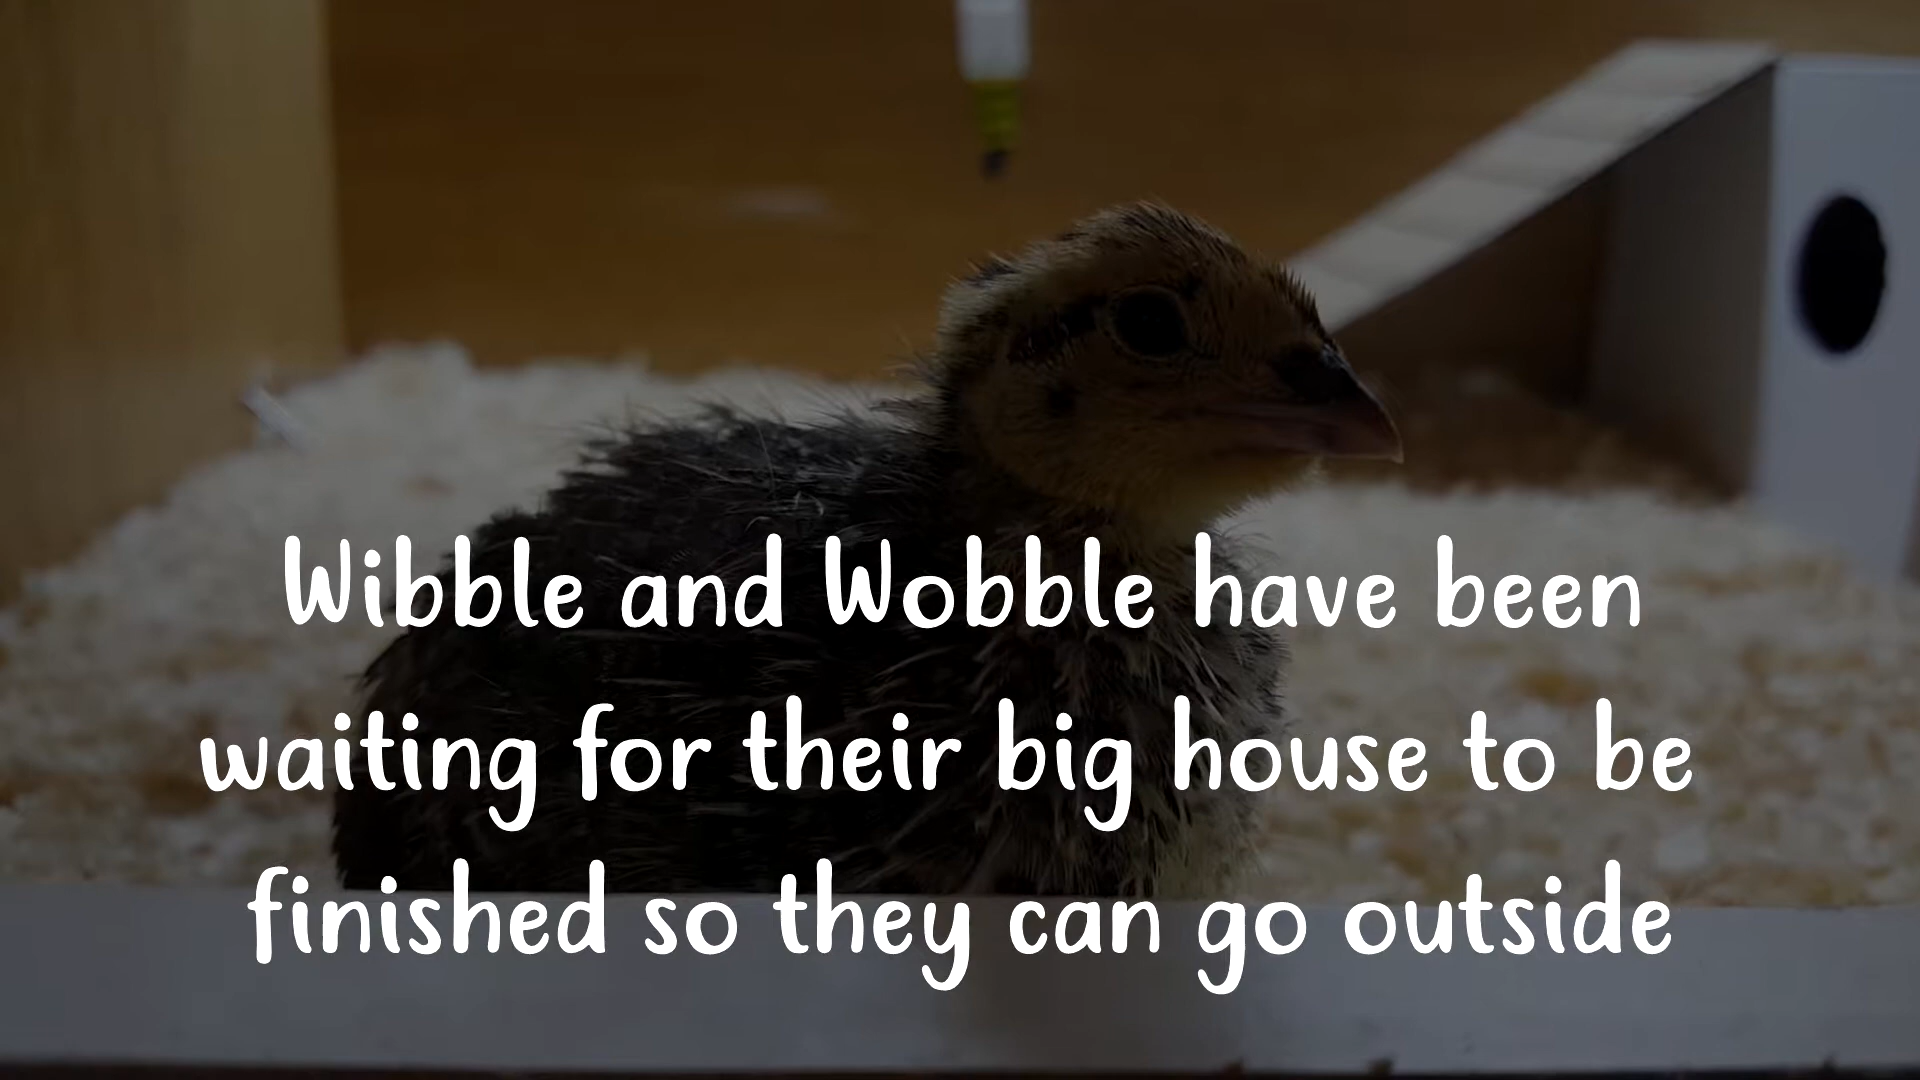 Wibble and Wobble have been
waiting for their big house to be
finished so they can go outside